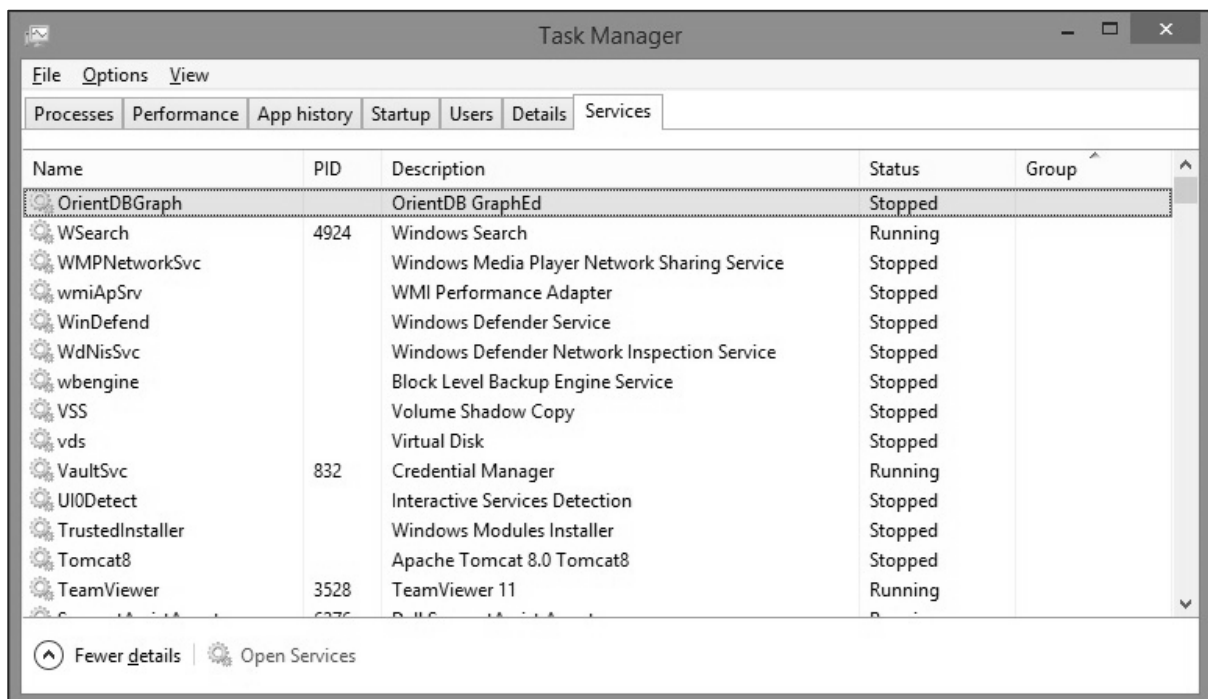 Task Manager
File Options View
Processes Performance App history Startup Users Details Services
Name PID Description Status Group
OrientDBGraph OrientDB GraphEd Stopped
WSearch 4924 Windows Search Running
WMPNetworkSvc Windows Media Player Network Sharing Service Stopped
wmiApSrv WMI Performance Adapter Stopped
WinDefend Windows Defender Service Stopped
WdNisSvc Windows Defender Network Inspection Service Stopped
wbengine Block Level Backup Engine Service Stopped
VSS Volume Shadow Copy Stopped
vds Virtual Disk Stopped
VaultSvc 832 Credential Manager Running
UI0Detect Interactive Services Detection Stopped
TrustedInstaller Windows Modules Installer Stopped
Tomcat8 Apache Tomcat 8.0 Tomcat8 Stopped
TeamViewer 3528 TeamViewer 11 Running
Fewer details Open Services